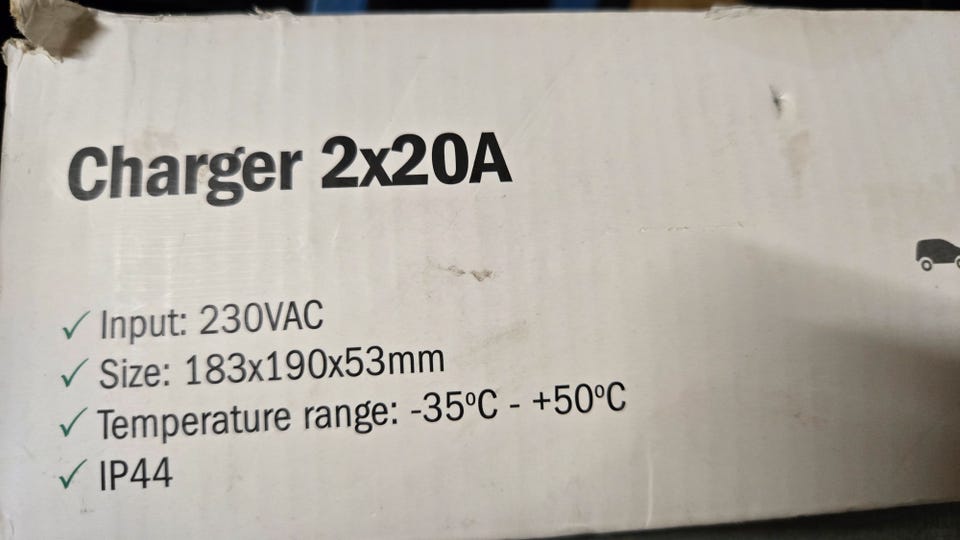 Charger 2x20A
✓ Input: 230VAC
✓ Size: 183x190x53mm
✓ Temperature range: -35ºC - +50ºC
✓ IP44